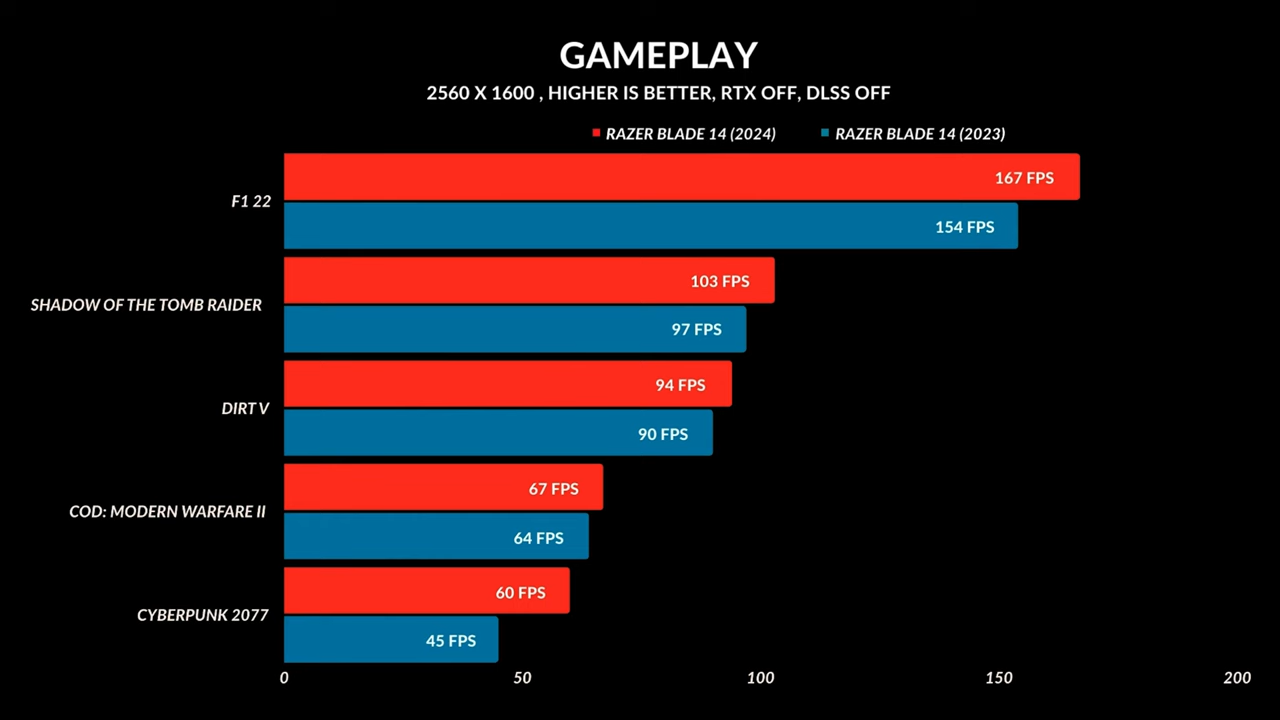 GAMEPLAY
2560 X 1600 , HIGHER IS BETTER, RTX OFF, DLSS OFF
RAZER BLADE 14 (2024) RAZER BLADE 14 (2023)
F1 22
167 FPS
154 FPS
SHADOW OF THE TOMB RAIDER
103 FPS
97 FPS
DIRT V
94 FPS
90 FPS
COD: MODERN WARFARE II
67 FPS
64 FPS
CYBERPUNK 2077
60 FPS
45 FPS
0 50 100 150 200